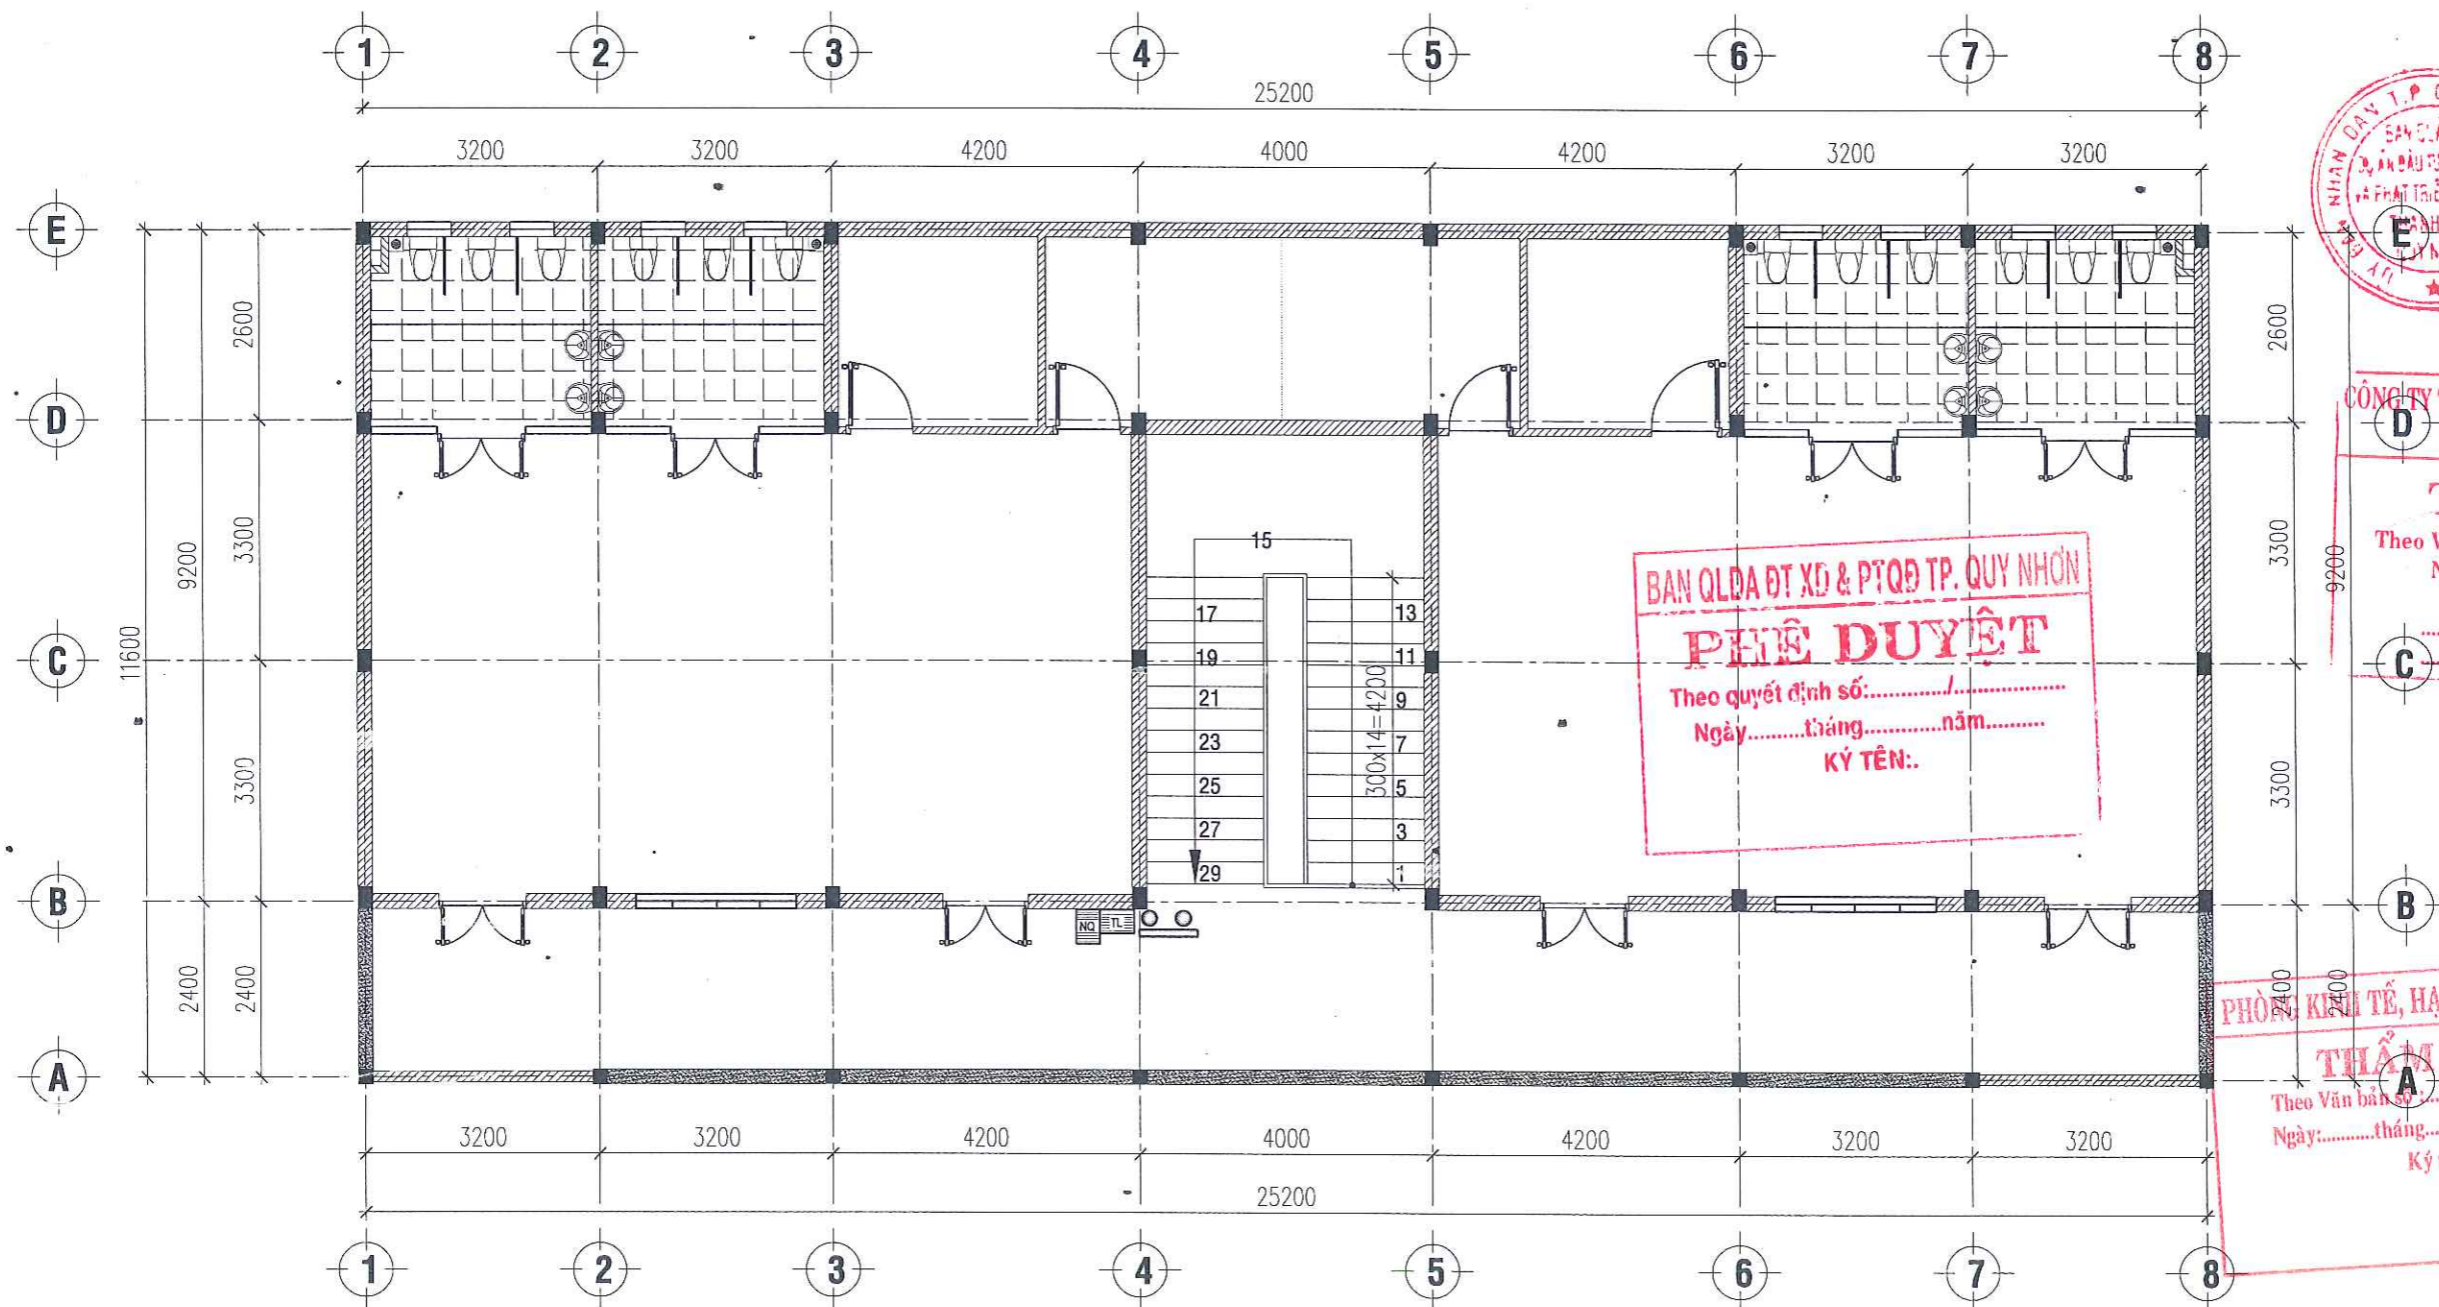 1 2 3 4 5 6 7 8
25200
3200 3200 4200 4000 4200 3200 3200
E E
2600 2600
D D
3300 3300
9200 9200
11600
C C
3300 3300
B B
2400 2400 2400 2400
A A
15
17 13
19 11
21 9
23 7
25 5
27 3
29 1
300x14=4200
NQ TL
3200 3200 4200 4000 4200 3200 3200
25200
1 2 3 4 5 6 7 8
BAN QLDA ĐT XD & PTQĐ TP. QUY NHƠN
PHÊ DUYỆT
Theo quyết định số:............./...................
Ngày..........tháng.............năm..........
KÝ TÊN:.
NHÂN DÂN T.P
CÔNG TY
Theo
PHÒNG KINH TẾ, HẠ
THẨM
Theo Văn bản số :...
Ngày:..........tháng...
Ký